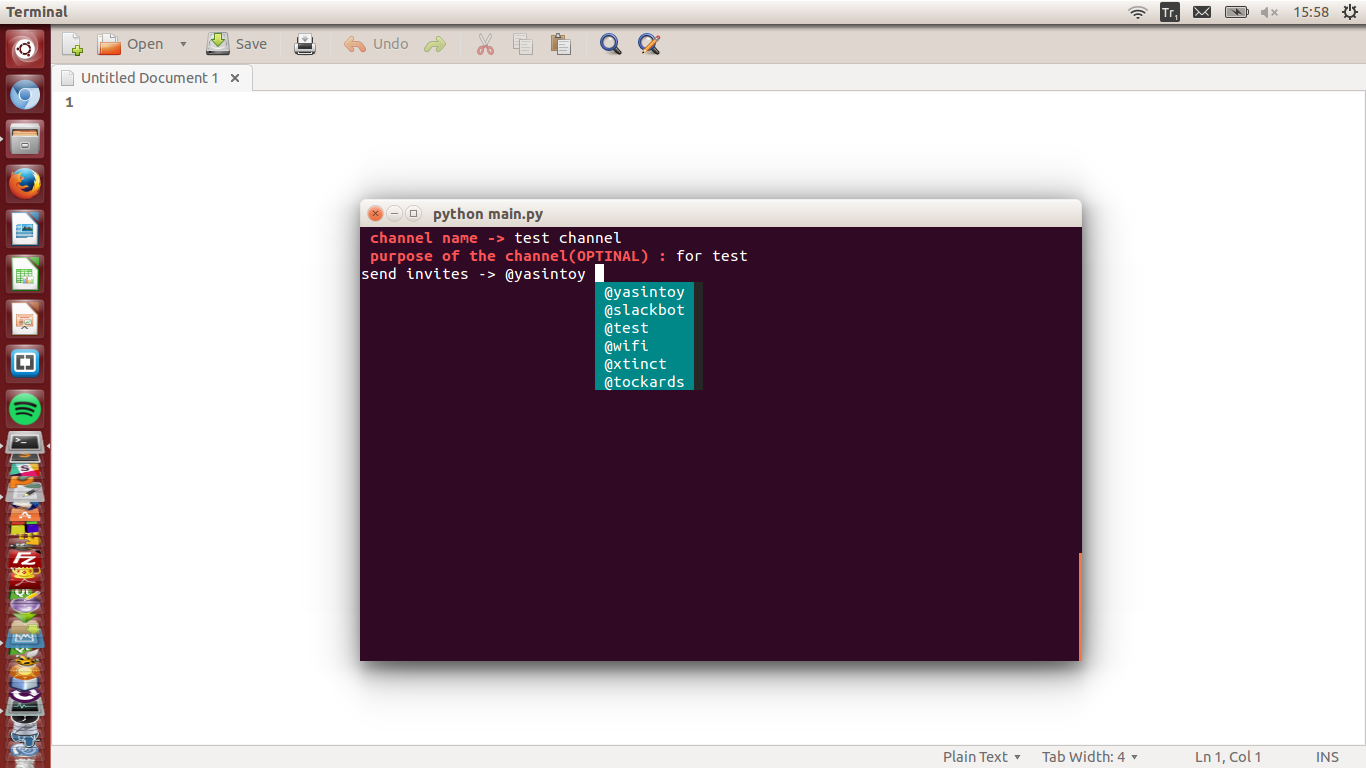 Terminal
Tr1
15:58
Open
Save
Undo
Untitled Document 1
1
python main.py
channel name -> test channel
purpose of the channel(OPTINAL) : for test
send invites -> @yasintoy
@yasintoy
@slackbot
@test
@wifi
@xtinct
@tockards
Plain Text
Tab Width: 4
Ln 1, Col 1
INS